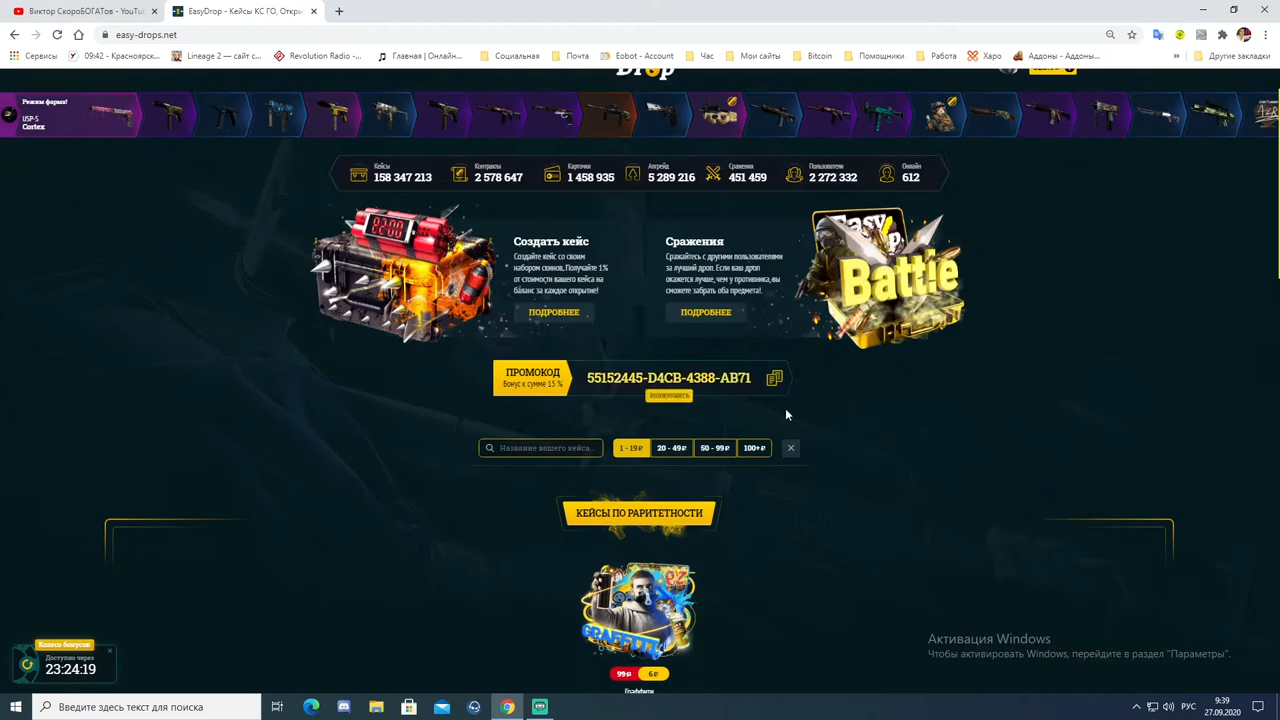 Виктор СкороБОГАТов - YouTub
EasyDrop - Кейсы КС ГО, Откры
easy-drops.net
Сервисы
09:42 - Красноярск...
Lineage 2 — сайт с...
Revolution Radio -...
Главная | Онлайн...
Социальная
Почта
Eobot - Account
Час
Мои сайты
Bitcoin
Помощники
Работа
Харо
Аддоны - Аддоны...
»
Другие закладки
Drop
Режим фарма!
USP-S
Cortex
Кейсы
158 347 213
Контракты
2 578 647
Карточки
1 458 935
Апгрейд
5 289 216
Сражения
451 459
Пользователи
2 272 332
Онлайн
612
Создать кейс
Создайте кейс со своим
набором скинов. Получайте 1%
от стоимости вашего кейса на
баланс за каждое открытие!
ПОДРОБНЕЕ
Сражения
Сражайтесь с другими пользователями
за лучший дроп. Если ваш дроп
окажется лучше, чем у противника, вы
сможете забрать оба предмета!
ПОДРОБНЕЕ
Easy
Drop
Battle
ПРОМОКОД
Бонус к сумме 15 %
55152445-D4CB-4388-AB71
Название вашего кейса...
1 - 19₽
20 - 49₽
50 - 99₽
100+₽
КЕЙСЫ ПО РАРИТЕТНОСТИ
EZ
GRAFFITI
99₽
6₽
Граффити
Колесо бонусов
Доступно через
23:24:19
Активация Windows
Чтобы активировать Windows, перейдите в раздел "Параметры".
Введите здесь текст для поиска
РУС
9:39
27.09.2020